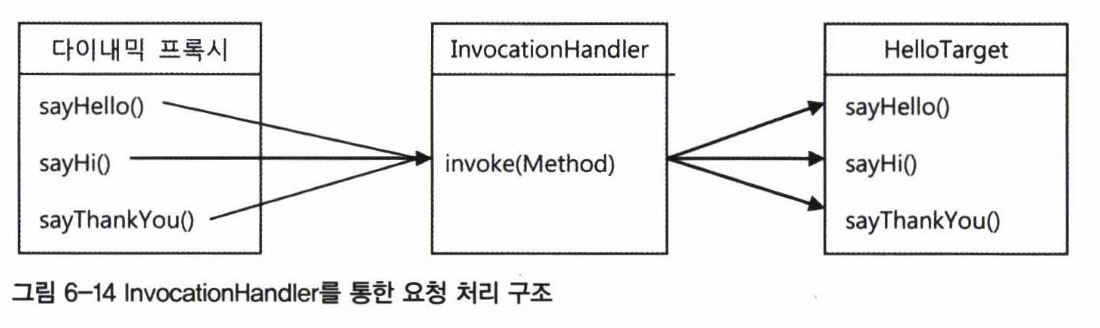 다이내믹 프록시
sayHello()
sayHi()
sayThankYou()
InvocationHandler
invoke(Method)
HelloTarget
sayHello()
sayHi()
sayThankYou()
그림 6-14 InvocationHandler를 통한 요청 처리 구조